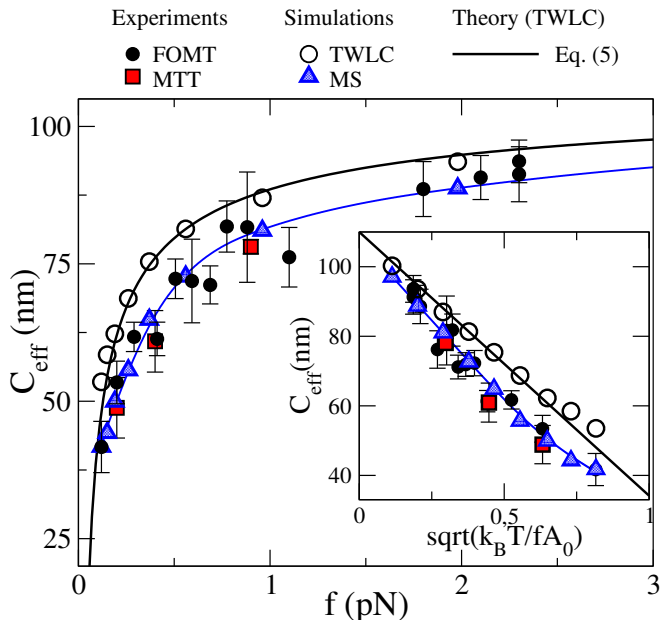 Experiments Simulations Theory (TWLC)
FOMT TWLC Eq. (5)
MTT MS
100
75
50
25
C_eff (nm)
0 1 2 3
f (pN)
100
80
60
40
C_eff (nm)
0 0,5 1
sqrt(k_BT/fA_0)